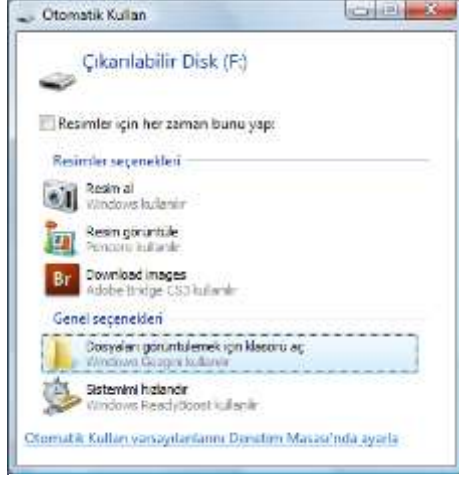 Otomatik Kullan
Çıkarılabilir Disk (F:)
Resimler için her zaman bunu yap:
Resimler seçenekleri
Resim al
Windows kullanılır
Resim görüntüle
kullanılır
Br
Download images
Adobe Bridge CS3 kullanılır
Genel seçenekleri
Dosyaları görüntülemek için klasörü aç
Windows Gezgini kullanılır
Sistemimi hızlandır
Windows ReadyBoost kullanılır
Otomatik Kullan varsayılanlarını Denetim Masası'nda ayarla